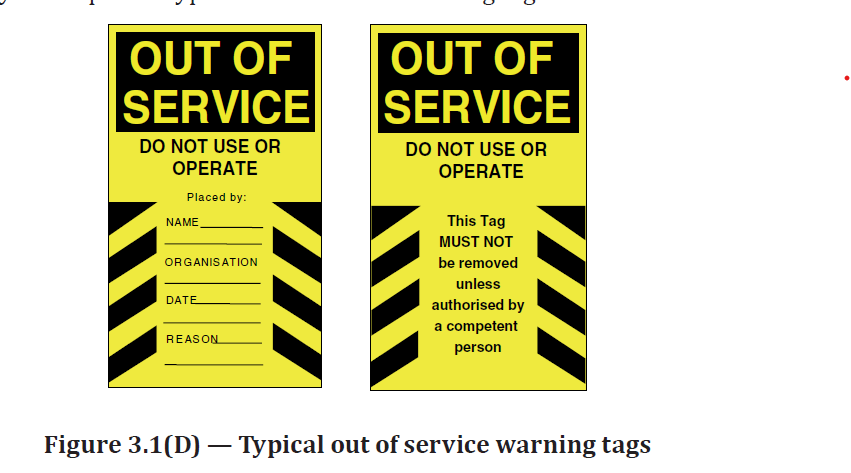 OUT OF
SERVICE
DO NOT USE OR
OPERATE
Placed by:
NAME
ORGANISATION
DATE
REASON
OUT OF
SERVICE
DO NOT USE OR
OPERATE
This Tag
MUST NOT
be removed
unless
authorised by
a competent
person
Figure 3.1(D) — Typical out of service warning tags